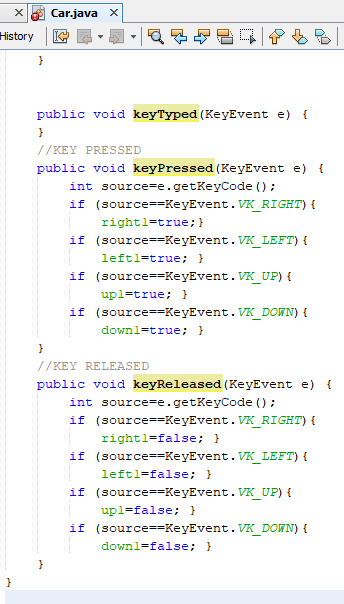 Car.java
History
}
public void keyTyped(KeyEvent e) {
}
//KEY PRESSED
public void keyPressed(KeyEvent e) {
int source=e.getKeyCode();
if (source==KeyEvent.VK_RIGHT){
right1=true;}
if (source==KeyEvent.VK_LEFT){
left1=true; }
if (source==KeyEvent.VK_UP){
up1=true; }
if (source==KeyEvent.VK_DOWN){
down1=true; }
}
//KEY RELEASED
public void keyReleased(KeyEvent e) {
int source=e.getKeyCode();
if (source==KeyEvent.VK_RIGHT){
right1=false; }
if (source==KeyEvent.VK_LEFT){
left1=false; }
if (source==KeyEvent.VK_UP){
up1=false; }
if (source==KeyEvent.VK_DOWN){
down1=false; }
}
}